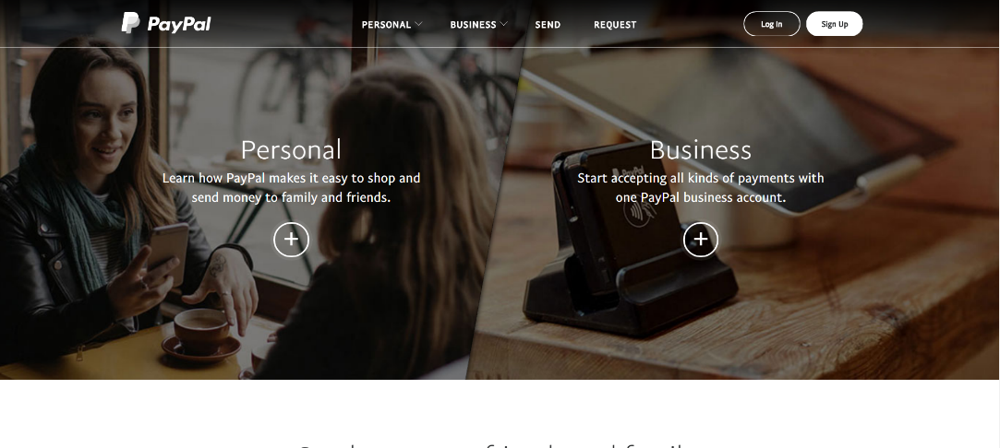 PayPal
PERSONAL
BUSINESS
SEND
REQUEST
Log In
Sign Up
Personal
Learn how PayPal makes it easy to shop and
send money to family and friends.
Business
Start accepting all kinds of payments with
one PayPal business account.
PayPal